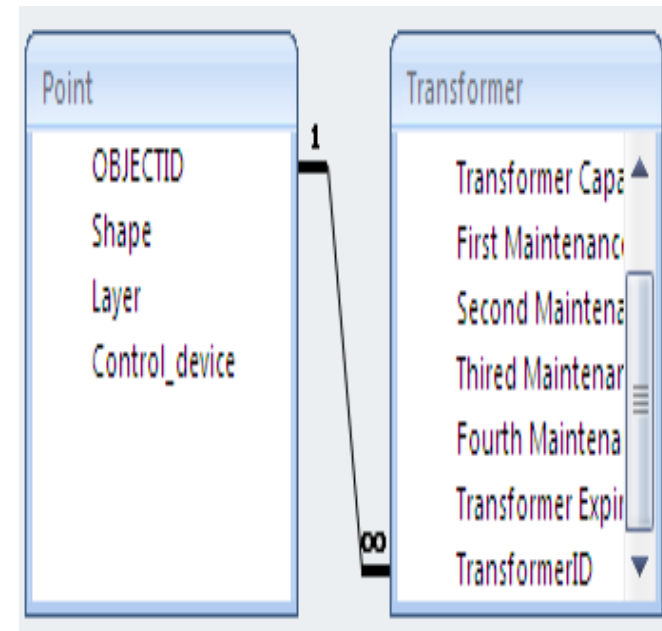 Point
OBJECTID
Shape
Layer
Control_device
1
∞
Transformer
Transformer Capa
First Maintenance
Second Maintena
Thired Maintenar
Fourth Maintena
Transformer Expir
TransformerID